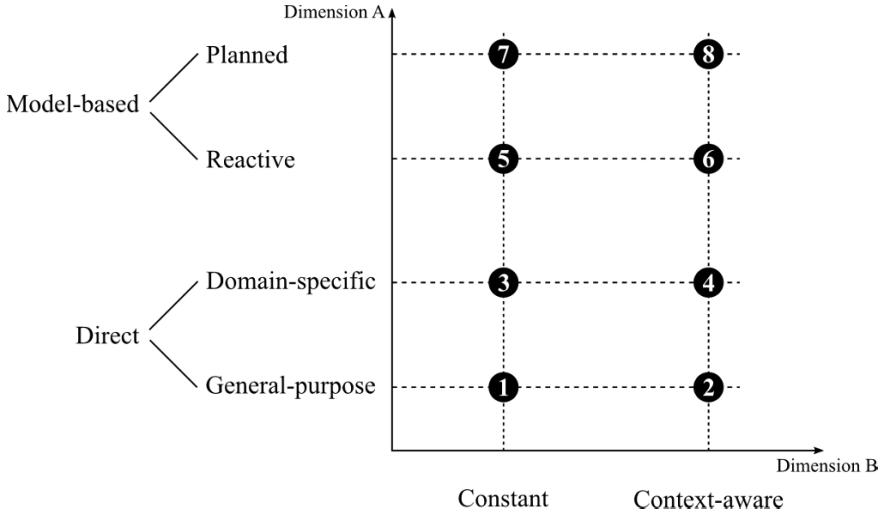 Dimension A
Planned
7
8
Model-based
Reactive
5
6
Domain-specific
3
4
Direct
General-purpose
1
2
Dimension B
Constant
Context-aware